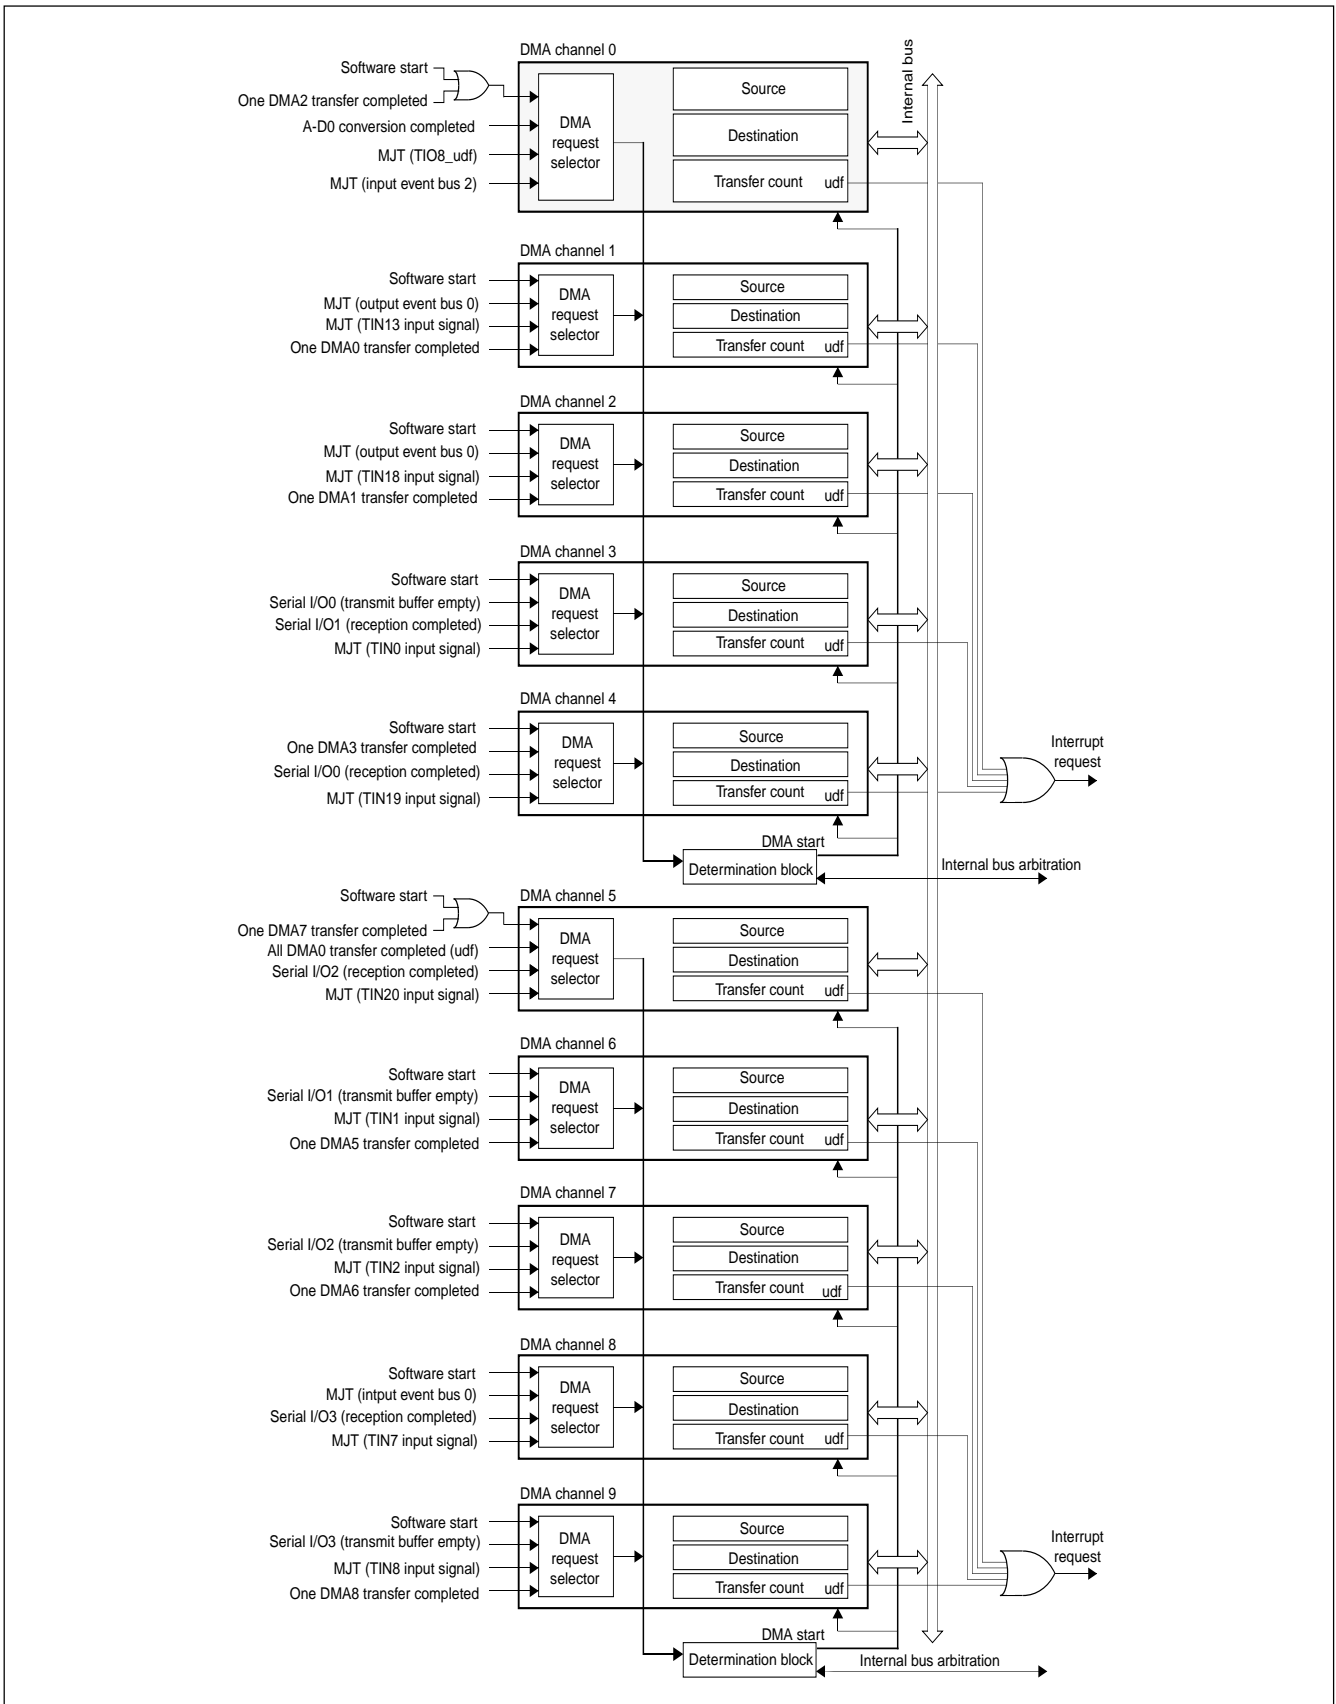 Internal bus
DMA channel 0
Software start
One DMA2 transfer completed
A-D0 conversion completed
MJT (TIO8_udf)
MJT (input event bus 2)
DMA
request
selector
Source
Destination
Transfer count udf
DMA channel 1
Software start
MJT (output event bus 0)
MJT (TIN13 input signal)
One DMA0 transfer completed
DMA
request
selector
Source
Destination
Transfer count udf
DMA channel 2
Software start
MJT (output event bus 0)
MJT (TIN18 input signal)
One DMA1 transfer completed
DMA
request
selector
Source
Destination
Transfer count udf
DMA channel 3
Software start
Serial I/O0 (transmit buffer empty)
Serial I/O1 (reception completed)
MJT (TIN0 input signal)
DMA
request
selector
Source
Destination
Transfer count udf
DMA channel 4
Software start
One DMA3 transfer completed
Serial I/O0 (reception completed)
MJT (TIN19 input signal)
DMA
request
selector
Source
Destination
Transfer count udf
Interrupt
request
DMA start
Determination block
Internal bus arbitration
DMA channel 5
Software start
One DMA7 transfer completed
All DMA0 transfer completed (udf)
Serial I/O2 (reception completed)
MJT (TIN20 input signal)
DMA
request
selector
Source
Destination
Transfer count udf
DMA channel 6
Software start
Serial I/O1 (transmit buffer empty)
MJT (TIN1 input signal)
One DMA5 transfer completed
DMA
request
selector
Source
Destination
Transfer count udf
DMA channel 7
Software start
Serial I/O2 (transmit buffer empty)
MJT (TIN2 input signal)
One DMA6 transfer completed
DMA
request
selector
Source
Destination
Transfer count udf
DMA channel 8
Software start
MJT (intput event bus 0)
Serial I/O3 (reception completed)
MJT (TIN7 input signal)
DMA
request
selector
Source
Destination
Transfer count udf
DMA channel 9
Software start
Serial I/O3 (transmit buffer empty)
MJT (TIN8 input signal)
One DMA8 transfer completed
DMA
request
selector
Source
Destination
Transfer count udf
Interrupt
request
DMA start
Determination block
Internal bus arbitration